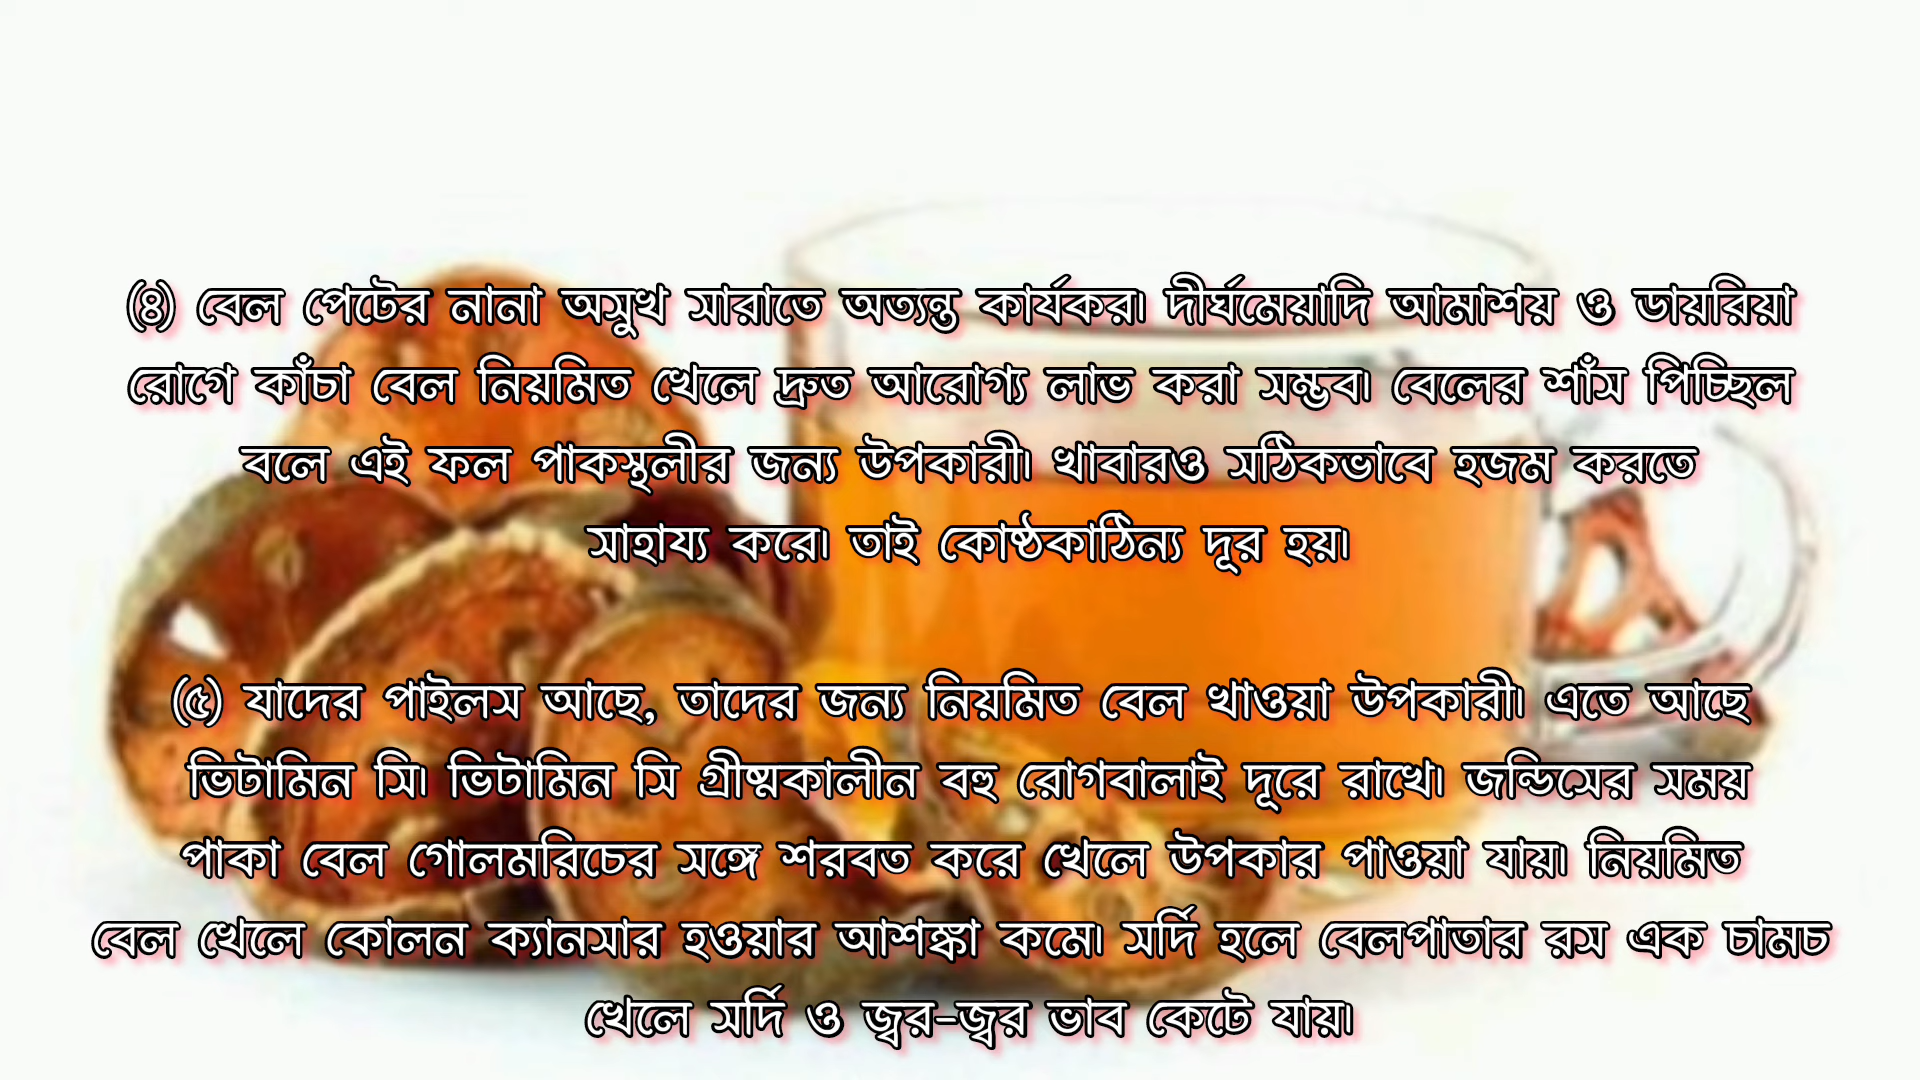 (৪) বেল পেটের নানা অসুখ সারাতে অত্যন্ত কার্যকর। দীর্ঘমেয়াদি আমাশয় ও ডায়রিয়া
রোগে কাঁচা বেল নিয়মিত খেলে দ্রুত আরোগ্য লাভ করা সম্ভব। বেলের শাঁস পিচ্ছিল
বলে এই ফল পাকস্থলীর জন্য উপকারী। খাবারও সঠিকভাবে হজম করতে
সাহায্য করে। তাই কোষ্ঠকাঠিন্য দূর হয়।
(৫) যাদের পাইলস আছে, তাদের জন্য নিয়মিত বেল খাওয়া উপকারী। এতে আছে
ভিটামিন সি। ভিটামিন সি গ্রীষ্মকালীন বহু রোগবালাই দূরে রাখে। জন্ডিসের সময়
পাকা বেল গোলমরিচের সঙ্গে শরবত করে খেলে উপকার পাওয়া যায়। নিয়মিত
বেল খেলে কোলন ক্যানসার হওয়ার আশঙ্কা কমে। সর্দি হলে বেলপাতার রস এক চামচ
খেলে সর্দি ও জ্বর-জ্বর ভাব কেটে যায়।